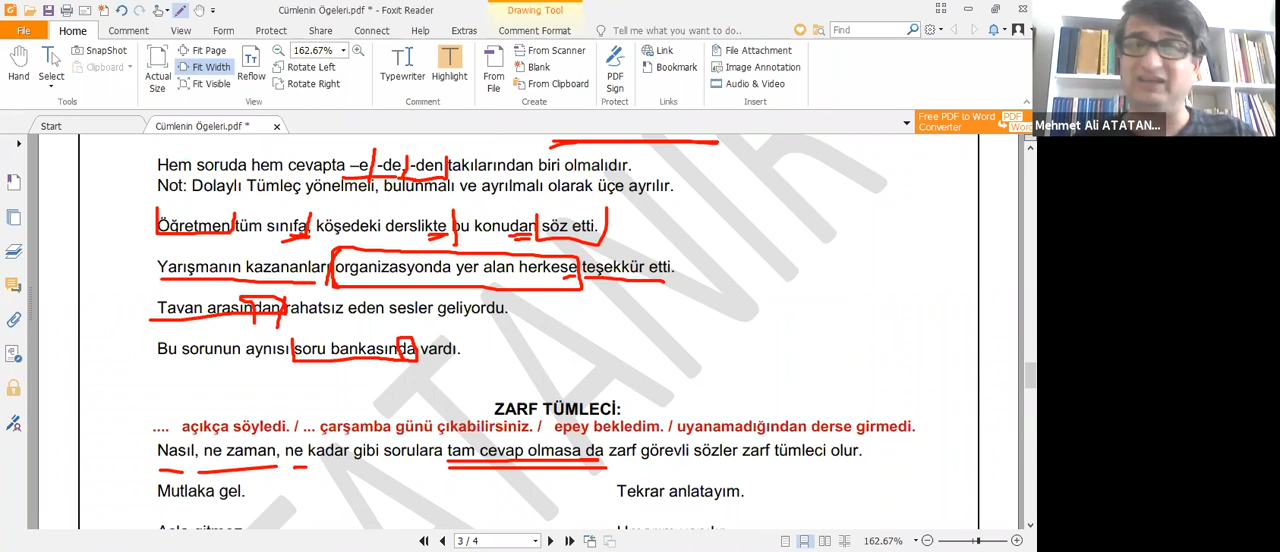 Cümlenin Ögeleri.pdf * - Foxit Reader
Drawing Tool
File Home Comment View Form Protect Share Connect Help Extras Comment Format Tell me what you want to do... Find
Hand Select SnapShot Clipboard Actual Size Fit Page Fit Width Fit Visible Reflow 162.67% Rotate Left Rotate Right Typewriter Highlight From File From Scanner Blank From Clipboard PDF Sign Link Bookmark File Attachment Image Annotation Audio & Video
Tools View Comment Create Protect Links Insert
Start Cümlenin Ögeleri.pdf * Free PDF to Word Converter PDF Word
Mehmet Ali ATATAN...
Hem soruda hem cevapta –e, -de, -den takılarından biri olmalıdır.
Not: Dolaylı Tümleç yönelmeli, bulunmalı ve ayrılmalı olarak üçe ayrılır.
Öğretmen tüm sınıfa, köşedeki derslikte bu konudan söz etti.
Yarışmanın kazananları organizasyonda yer alan herkese teşekkür etti.
Tavan arasından rahatsız eden sesler geliyordu.
Bu sorunun aynısı soru bankasında vardı.
ZARF TÜMLECİ:
.... açıkça söyledi. / ... çarşamba günü çıkabilirsiniz. / epey bekledim. / uyanamadığından derse girmedi.
Nasıl, ne zaman, ne kadar gibi sorulara tam cevap olmasa da zarf görevli sözler zarf tümleci olur.
Mutlaka gel. Tekrar anlatayım.
3 / 4 162.67%